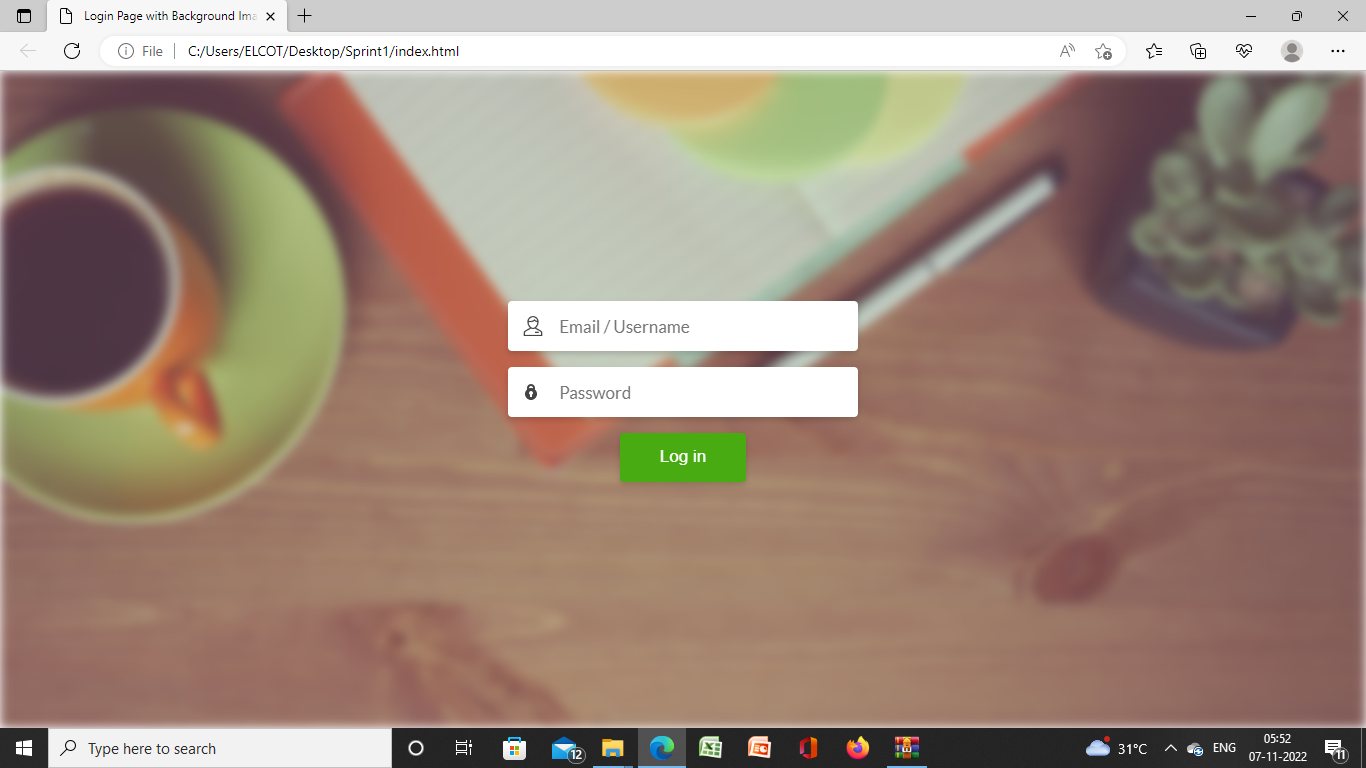 Login Page with Background Ima
File
C:/Users/ELCOT/Desktop/Sprint1/index.html
Email / Username
Password
Log in
Type here to search
12
31°C
ENG
05:52
07-11-2022
11